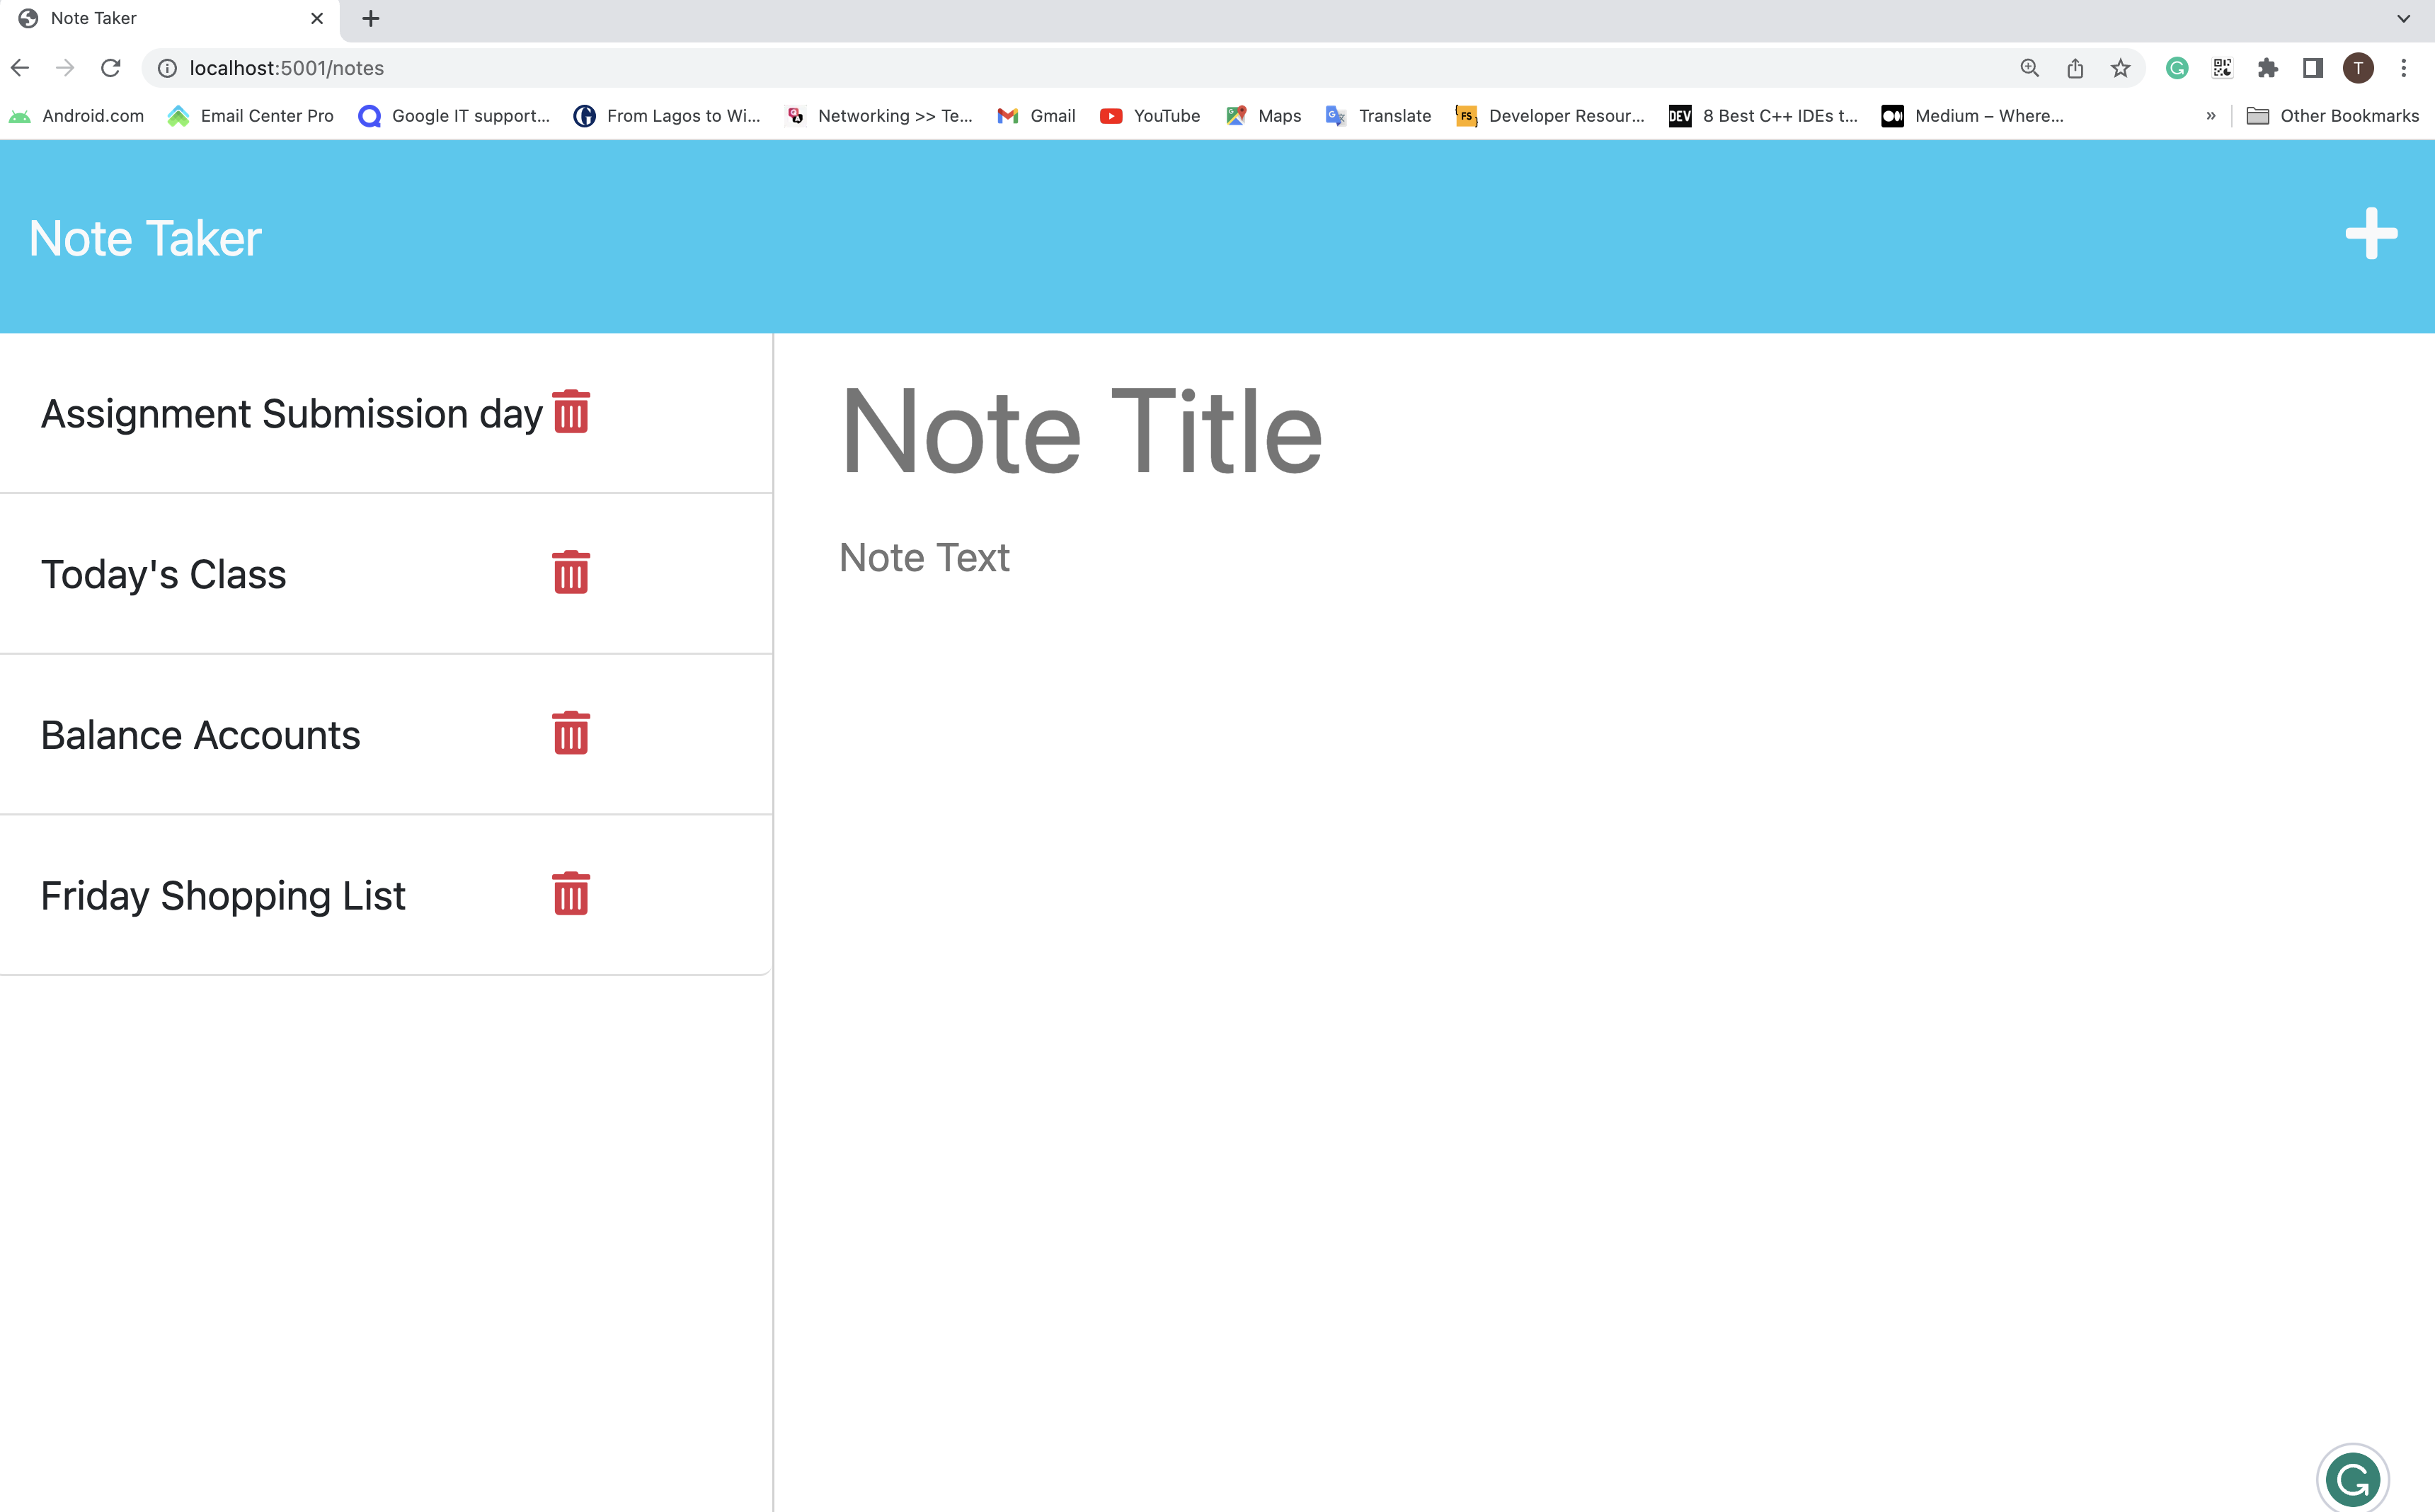 Note Taker
localhost:5001/notes
T
Android.com Email Center Pro Google IT support... From Lagos to Wi... Networking >> Te... Gmail YouTube Maps Translate FS Developer Resour... DEV 8 Best C++ IDEs t... Medium – Where... » Other Bookmarks
Note Taker
Assignment Submission day
Today's Class
Balance Accounts
Friday Shopping List
Note Title
Note Text